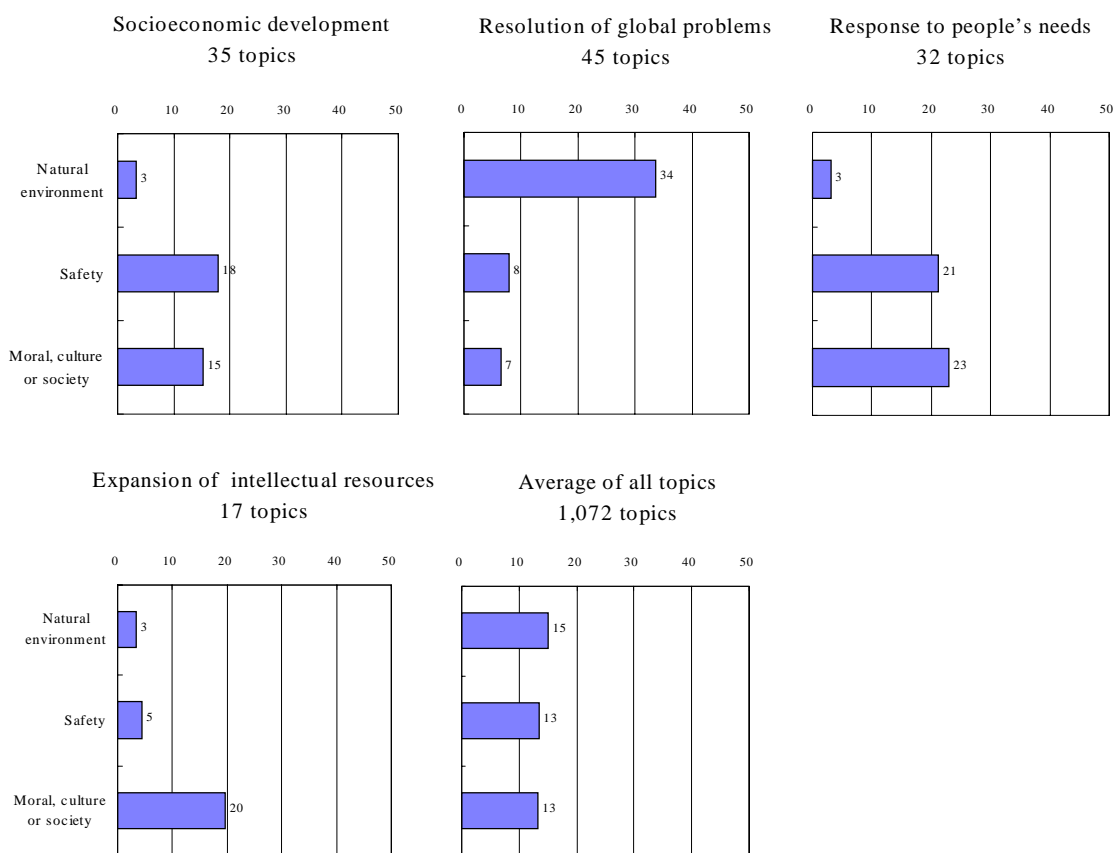 Socioeconomic development
35 topics
0 10 20 30 40 50
Natural
environment
3
Safety
18
Moral, culture
or society
15
Resolution of global problems
45 topics
0 10 20 30 40 50
34
8
7
Response to people’s needs
32 topics
0 10 20 30 40 50
3
21
23
Expansion of intellectual resources
17 topics
0 10 20 30 40 50
Natural
environment
3
Safety
5
Moral, culture
or society
20
Average of all topics
1,072 topics
0 10 20 30 40 50
15
13
13